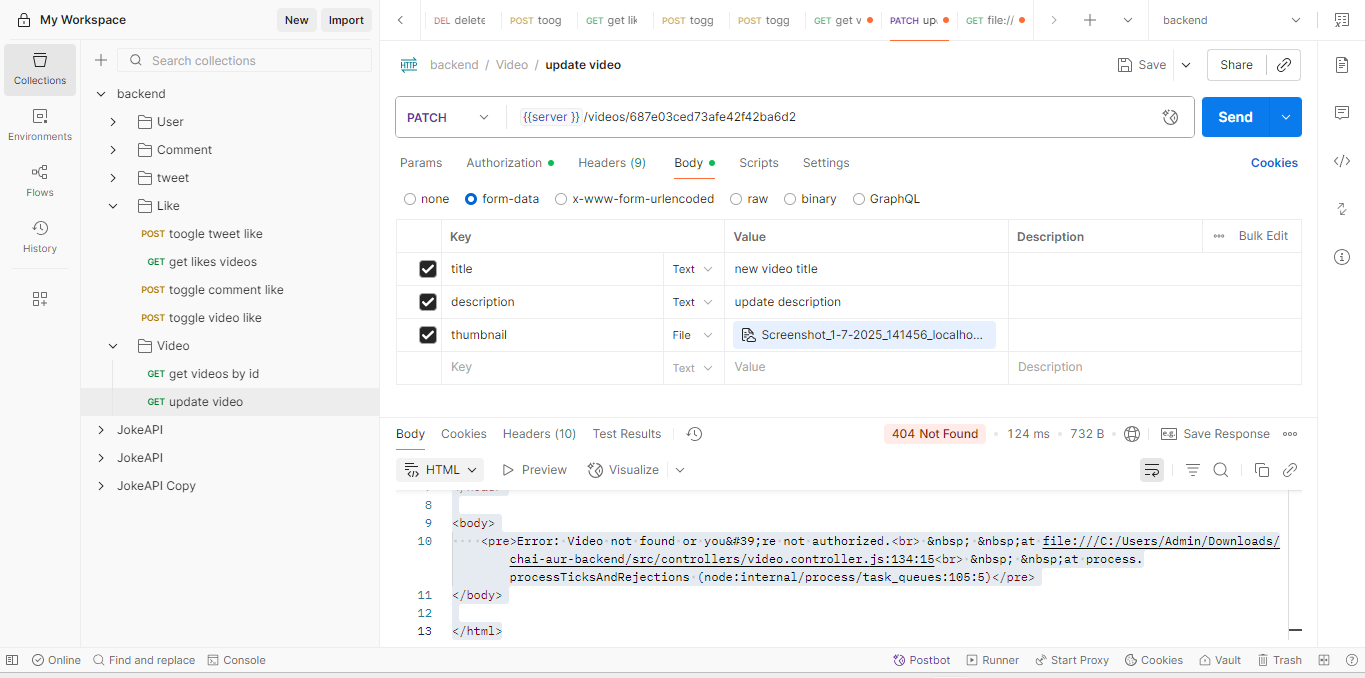 My Workspace
New
Import
DEL delete
POST toog
GET get lik
POST togg
POST togg
GET get v
PATCH up
GET file://
backend
Collections
Environments
Flows
History
Search collections
backend
User
Comment
tweet
Like
POST toogle tweet like
GET get likes videos
POST toggle comment like
POST toggle video like
Video
GET get videos by id
GET update video
JokeAPI
JokeAPI
JokeAPI Copy
HTTP backend / Video / update video
Save
Share
PATCH
{{server }} /videos/687e03ced73afe42f42ba6d2
Send
Params
Authorization
Headers (9)
Body
Scripts
Settings
Cookies
none
form-data
x-www-form-urlencoded
raw
binary
GraphQL
Key Value Description ••• Bulk Edit
title Text new video title
description Text update description
thumbnail File Screenshot_1-7-2025_141456_localho...
Key Text Value Description
Body
Cookies
Headers (10)
Test Results
404 Not Found • 124 ms • 732 B
e.g. Save Response
HTML
Preview
Visualize
8
9 <body>
10 ····<pre>Error:·Video·not·found·or·you&#39;re·not·authorized.<br>·&nbsp;·&nbsp;at·file:///C:/Users/Admin/Downloads/
chai-aur-backend/src/controllers/video.controller.js:134:15<br>·&nbsp;·&nbsp;at·process.
processTicksAndRejections·(node:internal/process/task_queues:105:5)</pre>
11 </body>
12
13 </html>
Online
Find and replace
Console
Postbot
Runner
Start Proxy
Cookies
Vault
Trash